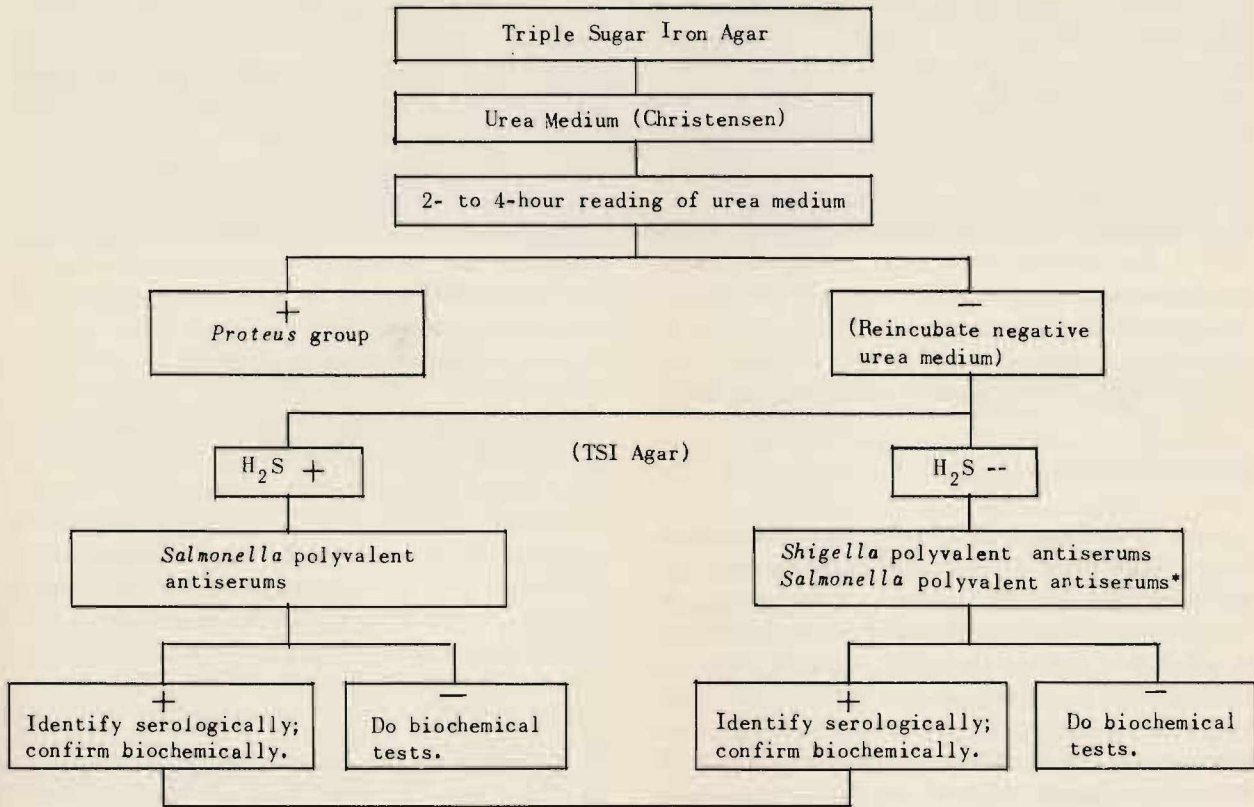 Triple Sugar Iron Agar
Urea Medium (Christensen)
2- to 4-hour reading of urea medium
+
Proteus group
—
(Reincubate negative
urea medium)
(TSI Agar)
H₂S +
H₂S --
Salmonella polyvalent
antiserums
Shigella polyvalent antiserums
Salmonella polyvalent antiserums*
+
Identify serologically;
confirm biochemically.
—
Do biochemical
tests.
+
Identify serologically;
confirm biochemically.
—
Do biochemical
tests.